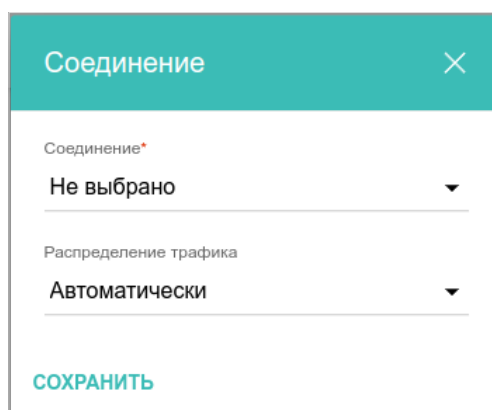 Соединение
Соединение*
Не выбрано
Распределение трафика
Автоматически
СОХРАНИТЬ